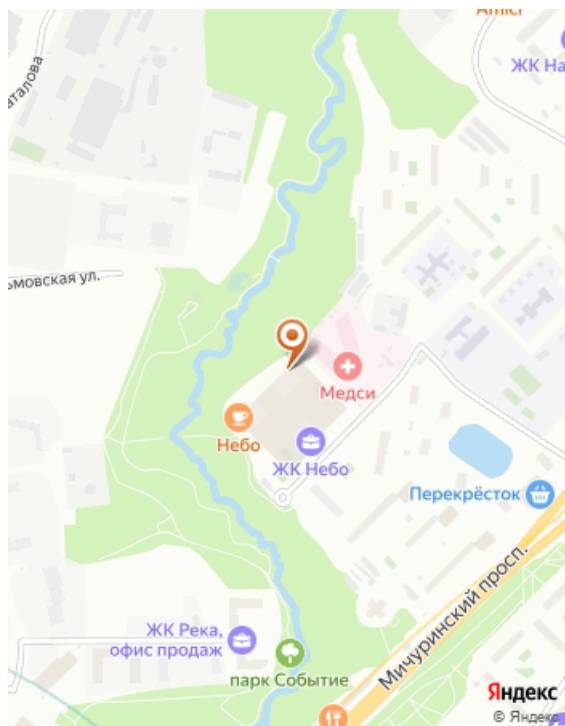 Amici
ЖК На
аталова
ьмовская ул.
Медси
Небо
ЖК Небо
Перекрёсток
Мичуринский просп.
ЖК Река,
офис продаж
парк Событие
Яндекс
© Яндекс